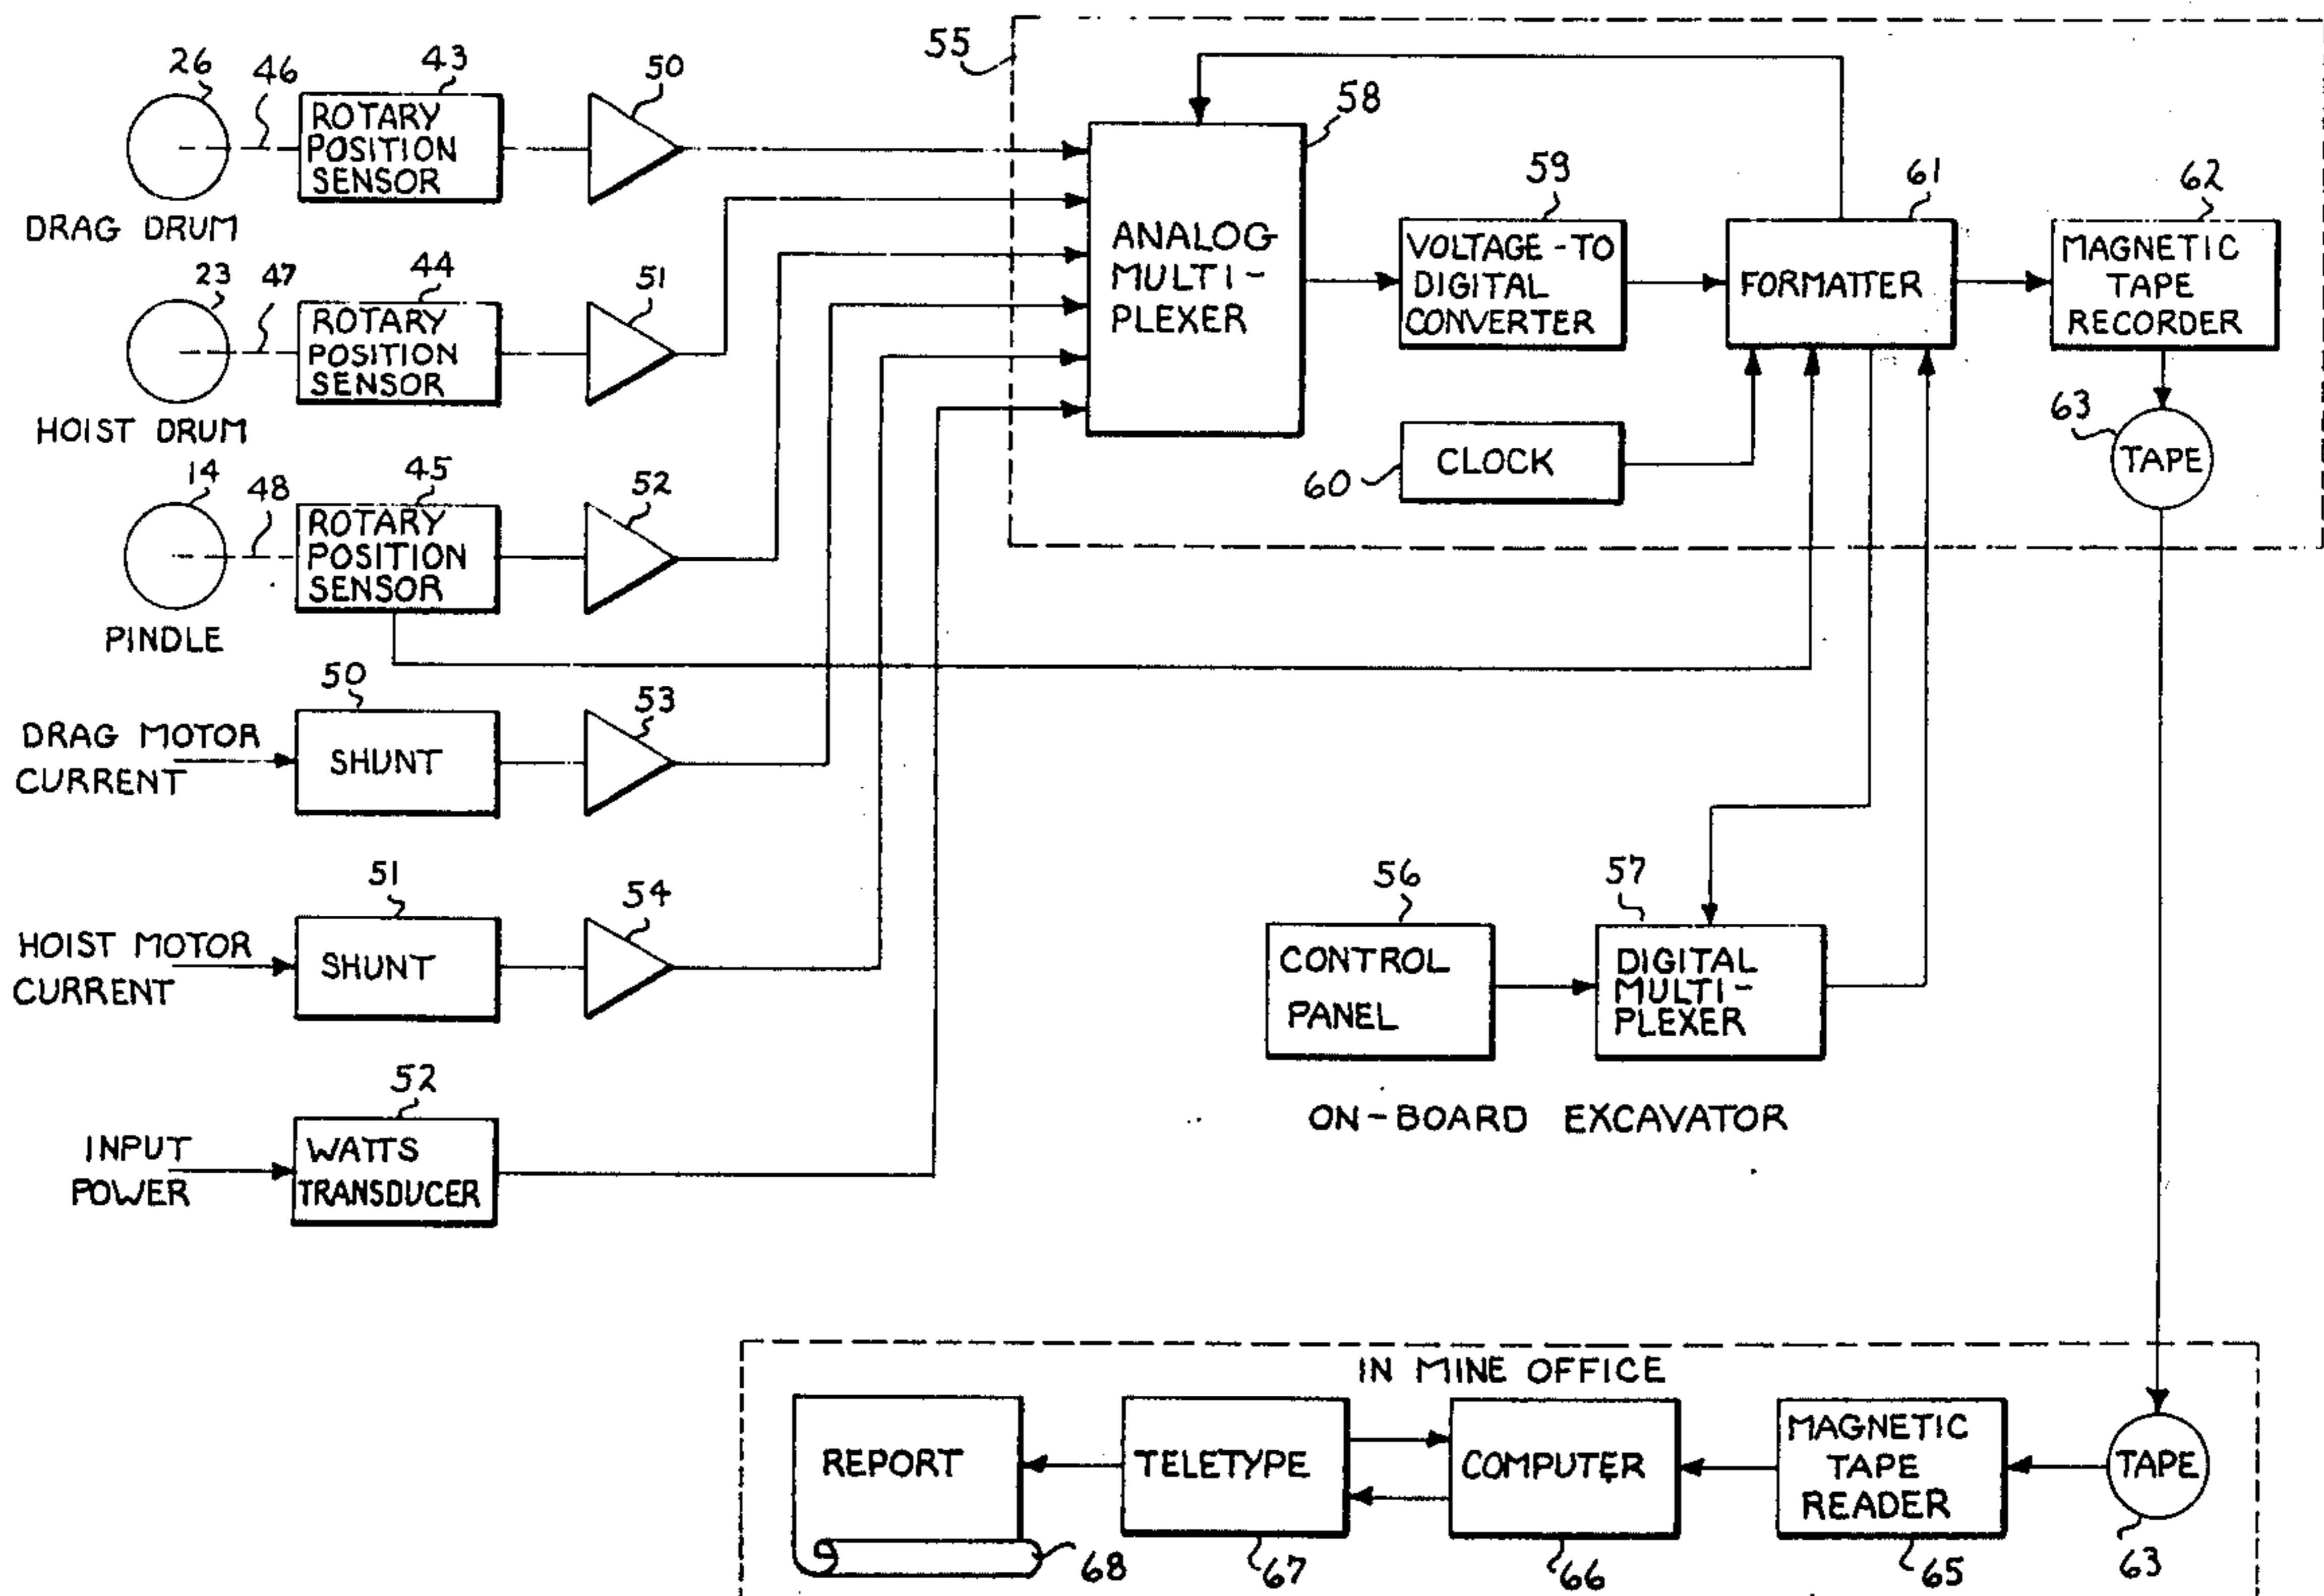 26
46
43
ROTARY
POSITION
SENSOR
50
DRAG DRUM
23
47
44
ROTARY
POSITION
SENSOR
51
HOIST DRUM
14
48
45
ROTARY
POSITION
SENSOR
52
PINDLE
50
DRAG MOTOR
CURRENT
SHUNT
53
51
HOIST MOTOR
CURRENT
SHUNT
54
52
INPUT
POWER
WATTS
TRANSDUCER
55
58
ANALOG
MULTI-
PLEXER
59
VOLTAGE-TO
DIGITAL
CONVERTER
61
FORMATTER
62
MAGNETIC
TAPE
RECORDER
60
CLOCK
63
TAPE
56
CONTROL
PANEL
57
DIGITAL
MULTI-
PLEXER
ON-BOARD EXCAVATOR
IN MINE OFFICE
REPORT
68
TELETYPE
67
COMPUTER
66
MAGNETIC
TAPE
READER
65
TAPE
63